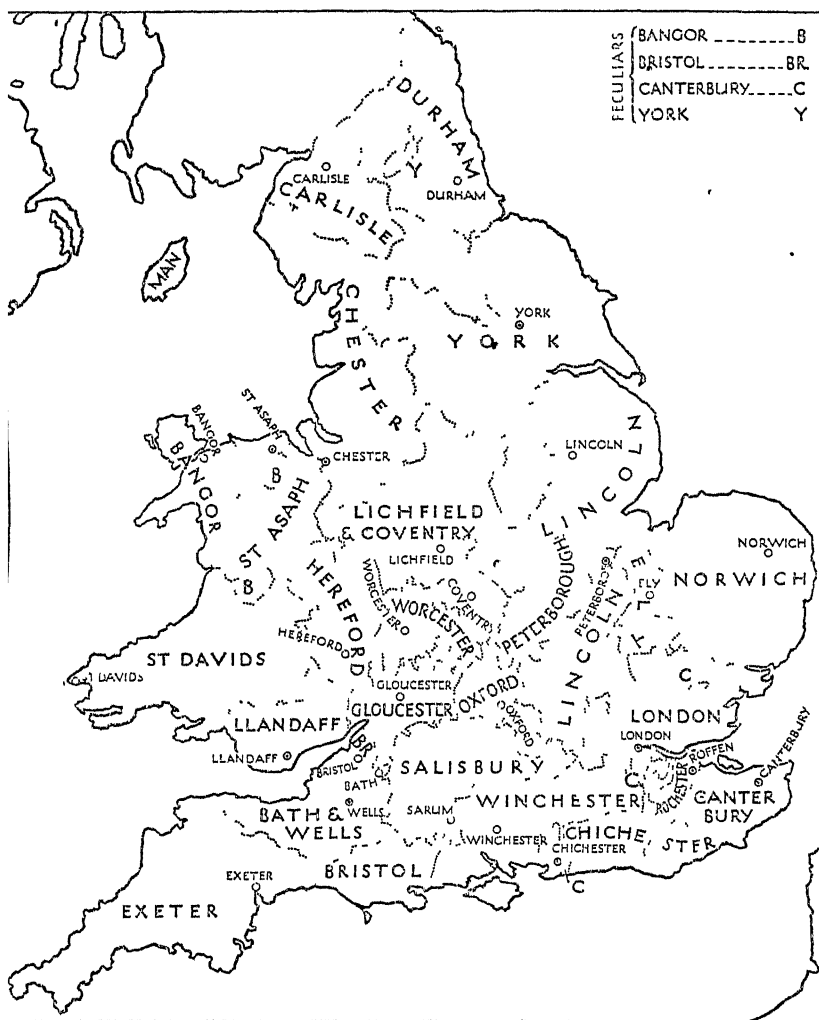 PECULIARS
BANGOR B
BRISTOL BR
CANTERBURY C
YORK Y
DURHAM
CARLISLE
Y
DURHAM
CARLISLE
MAN
CHESTER
YORK
YORK
ST ASAPH
BANGOR
BANGOR
LINCOLN
LINCOLN
CHESTER
B
ST ASAPH
LICHFIELD
& COVENTRY
LICHFIELD
NORWICH
NORWICH
B
HEREFORD
WORCESTER
WORCESTER
COVENTRY
PETERBOROUGH
PETERBORO
LINCOLN
ELY
ELY
ST DAVIDS
ST DAVIDS
HEREFORD
GLOUCESTER
GLOUCESTER
OXFORD
OXFORD
C
LONDON
LONDON
LLANDAFF
LLANDAFF
BR
BRISTOL
BATH
SALISBURY
C
ROFFEN
ROCHESTER
CANTERBURY
CANTER
BURY
BATH &
WELLS
WELLS
SARUM
WINCHESTER
WINCHESTER
CHICHE
STER
CHICHESTER
BRISTOL
C
EXETER
EXETER